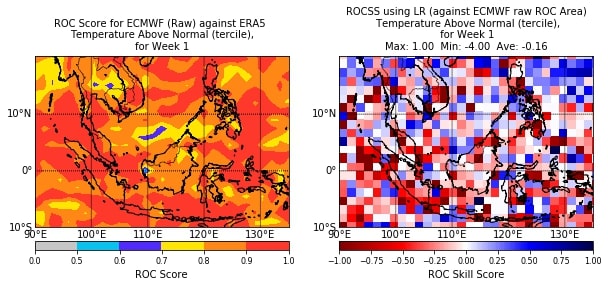 ROC Score for ECMWF (Raw) against ERA5
Temperature Above Normal (tercile),
for Week 1
10°N
0°
10°S
90°E 100°E 110°E 120°E 130°E
0.0 0.5 0.6 0.7 0.8 0.9 1.0
ROC Score
ROCSS using LR (against ECMWF raw ROC Area)
Temperature Above Normal (tercile),
for Week 1
Max: 1.00 Min: -4.00 Ave: -0.16
10°N
0°
10°S
90°E 100°E 110°E 120°E 130°E
−1.00 −0.75 −0.50 −0.25 0.00 0.25 0.50 0.75 1.00
ROC Skill Score